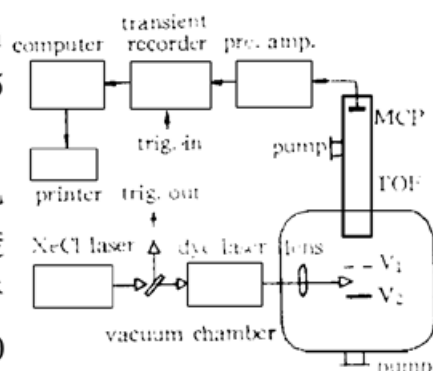 transient
computer
recorder
pre. amp.
MCP
trig. in
pump
printer
TOF
trig. out
XeCl laser
dye laser
lens
V₁
V₂
vacuum chamber
pump